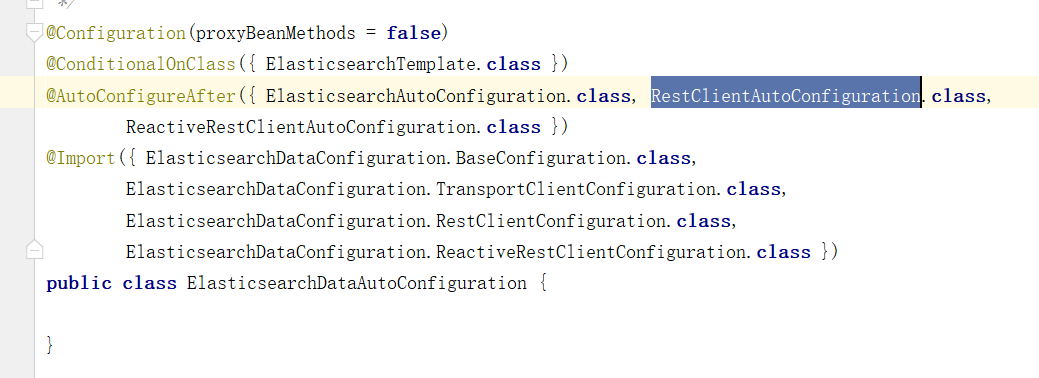 */
@Configuration(proxyBeanMethods = false)
@ConditionalOnClass({ ElasticsearchTemplate.class })
@AutoConfigureAfter({ ElasticsearchAutoConfiguration.class, RestClientAutoConfiguration.class,
ReactiveRestClientAutoConfiguration.class })
@Import({ ElasticsearchDataConfiguration.BaseConfiguration.class,
ElasticsearchDataConfiguration.TransportClientConfiguration.class,
ElasticsearchDataConfiguration.RestClientConfiguration.class,
ElasticsearchDataConfiguration.ReactiveRestClientConfiguration.class })
public class ElasticsearchDataAutoConfiguration {
}